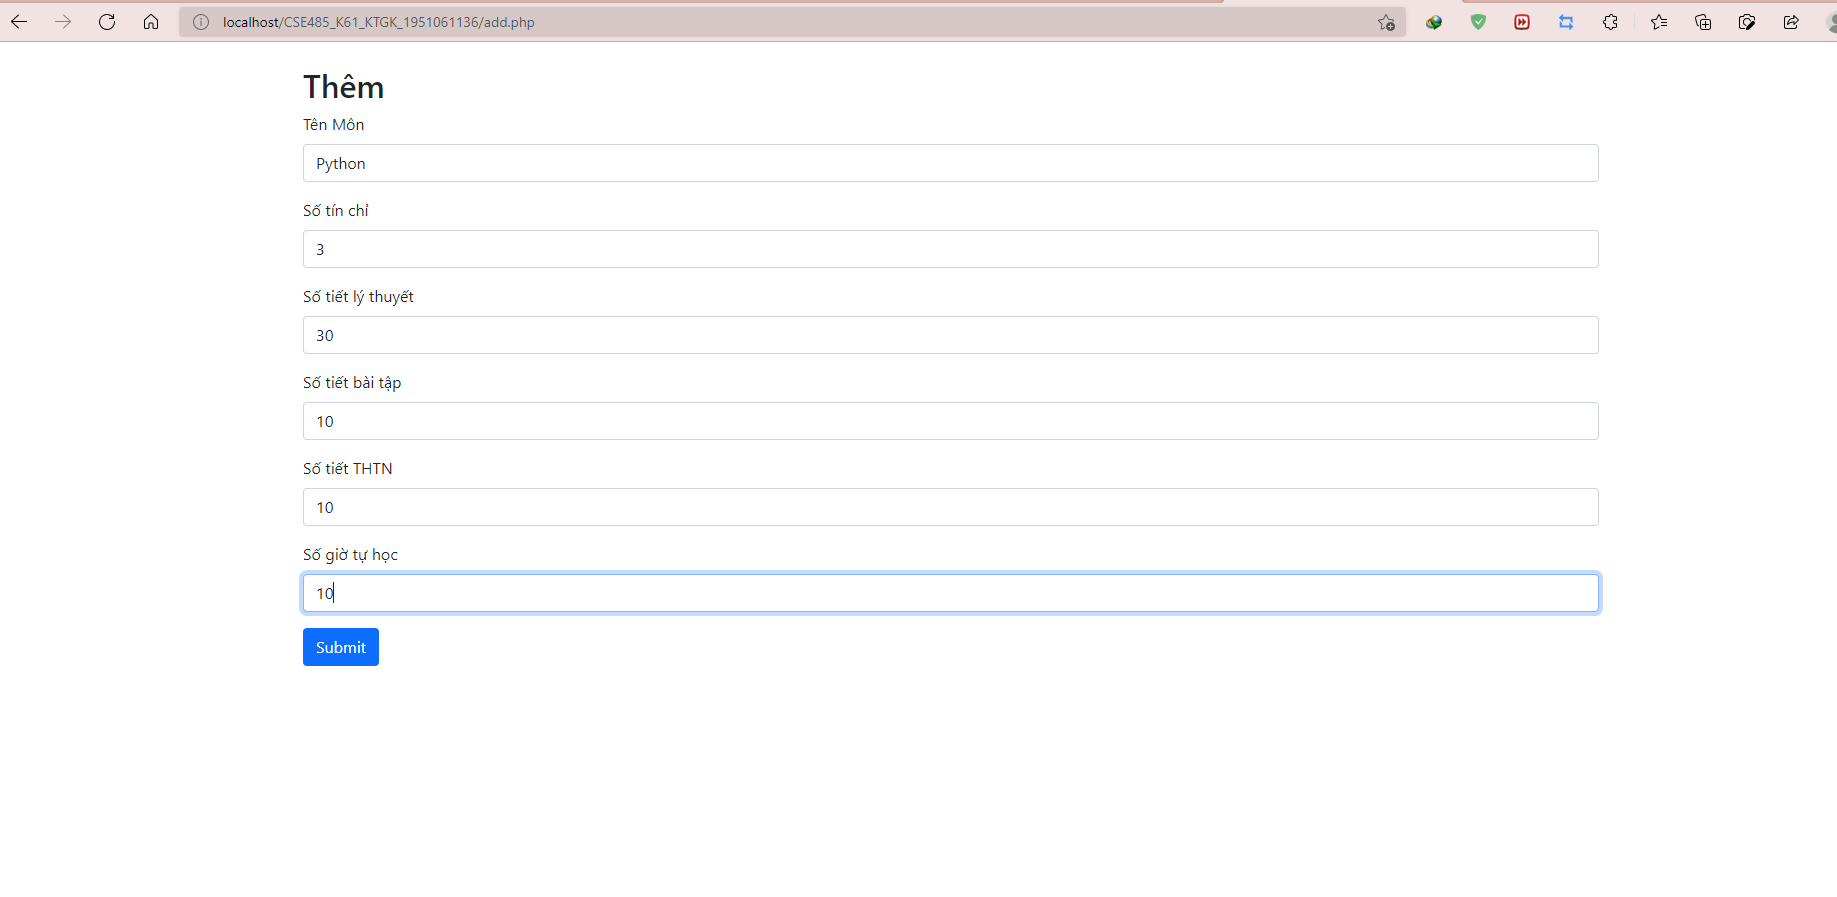 localhost/CSE485_K61_KTGK_1951061136/add.php
Thêm
Tên Môn
Python
Số tín chỉ
3
Số tiết lý thuyết
30
Số tiết bài tập
10
Số tiết THTN
10
Số giờ tự học
10
Submit